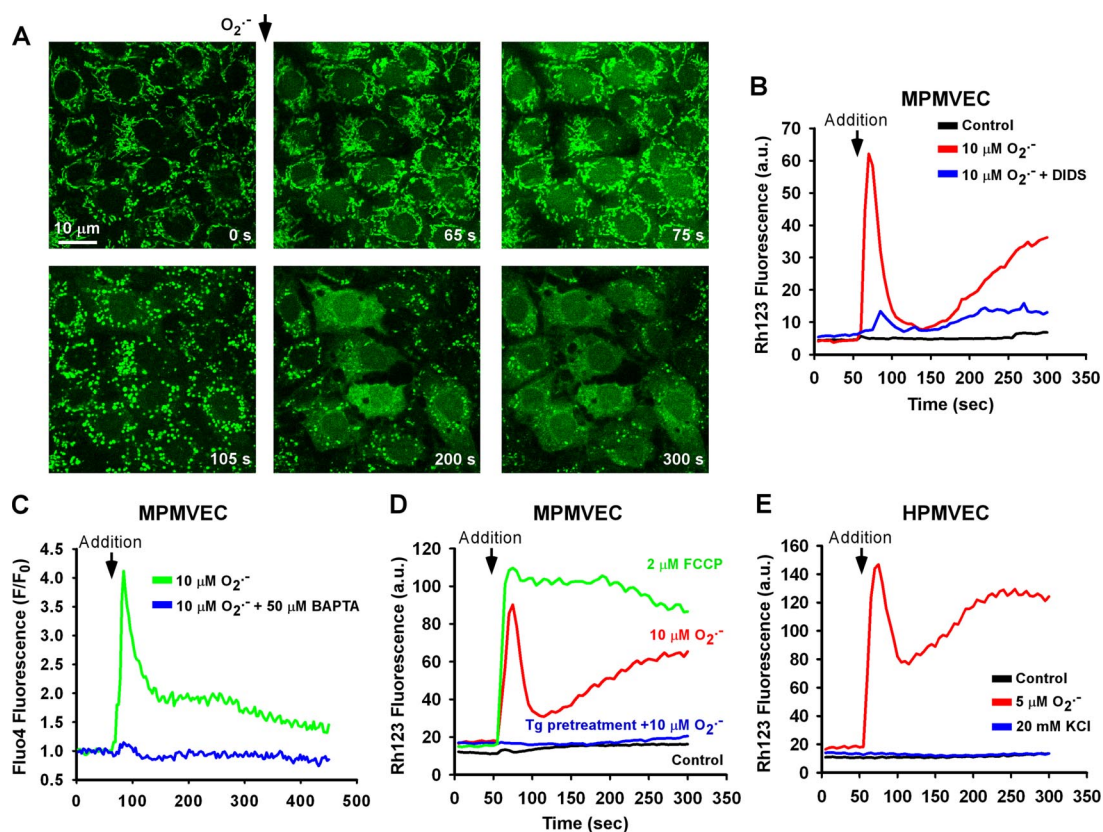 A
O₂·⁻
0 s
10 μm
65 s
75 s
105 s
200 s
300 s
B
MPMVEC
Addition
Control
10 μM O₂·⁻
10 μM O₂·⁻ + DIDS
Rh123 Fluorescence (a.u.)
70
60
50
40
30
20
10
0
0 50 100 150 200 250 300 350
Time (sec)
C
MPMVEC
Addition
10 μM O₂·⁻
10 μM O₂·⁻ + 50 μM BAPTA
Fluo4 Fluorescence (F/F₀)
4.5
4.0
3.5
3.0
2.5
2.0
1.5
1.0
0.5
0 100 200 300 400 500
D
MPMVEC
Addition
2 μM FCCP
10 μM O₂·⁻
Tg pretreatment +10 μM O₂·⁻
Control
Rh123 Fluorescence (a.u.)
120
100
80
60
40
20
0
0 50 100 150 200 250 300 350
Time (sec)
E
HPMVEC
Addition
Control
5 μM O₂·⁻
20 mM KCl
Rh123 Fluorescence (a.u.)
160
140
120
100
80
60
40
20
0
0 50 100 150 200 250 300 350
Time (sec)